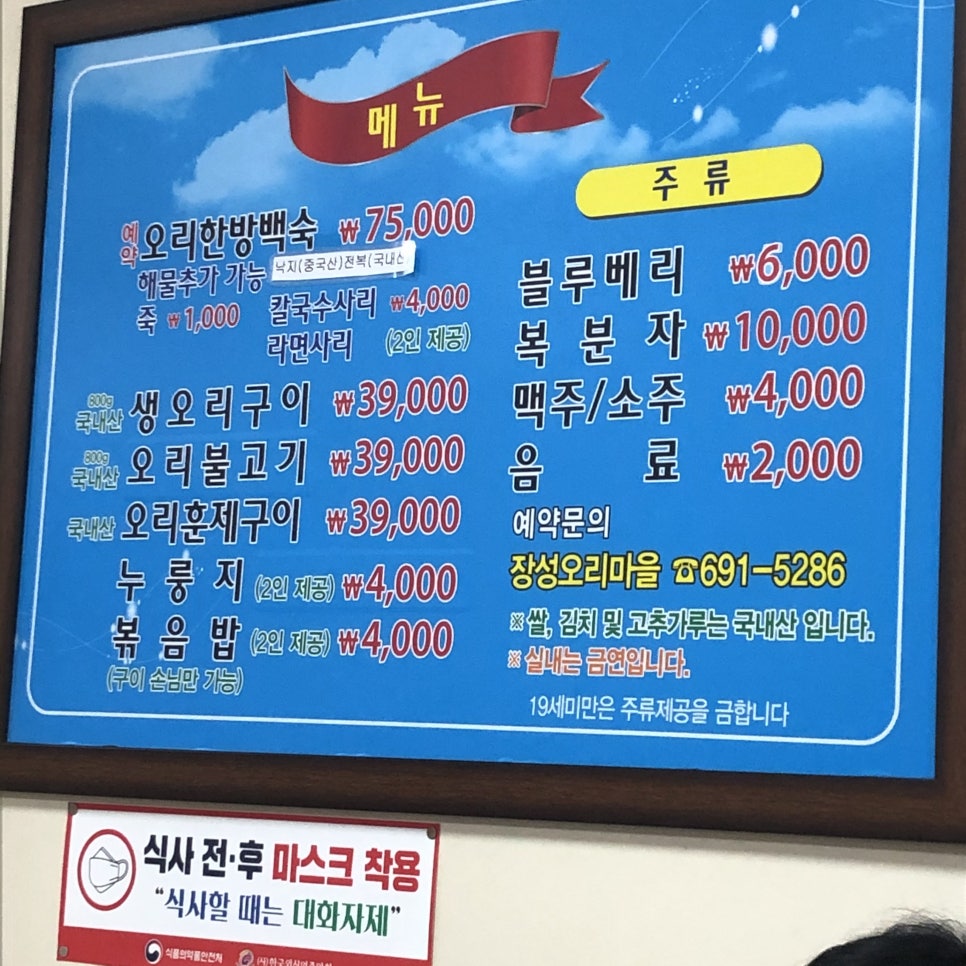 메뉴
예약 오리한방백숙 ₩75,000
해물추가 가능 낙지(중국산)전복(국내산
죽 ₩1,000 칼국수사리 ₩4,000
라면사리 (2인 제공)
800g 국내산 생오리구이 ₩39,000
800g 국내산 오리불고기 ₩39,000
국내산 오리훈제구이 ₩39,000
누룽지 (2인 제공) ₩4,000
볶음밥 (2인 제공) ₩4,000
(구이 손님만 가능)
주류
블루베리 ₩6,000
복분자 ₩10,000
맥주/소주 ₩4,000
음료 ₩2,000
예약문의
장성오리마을 ☎691-5286
※ 쌀, 김치 및 고추가루는 국내산 입니다.
※ 실내는 금연입니다.
19세미만은 주류제공을 금합니다
식사 전·후 마스크 착용
"식사할 때는 대화자제"
식품의약품안전처